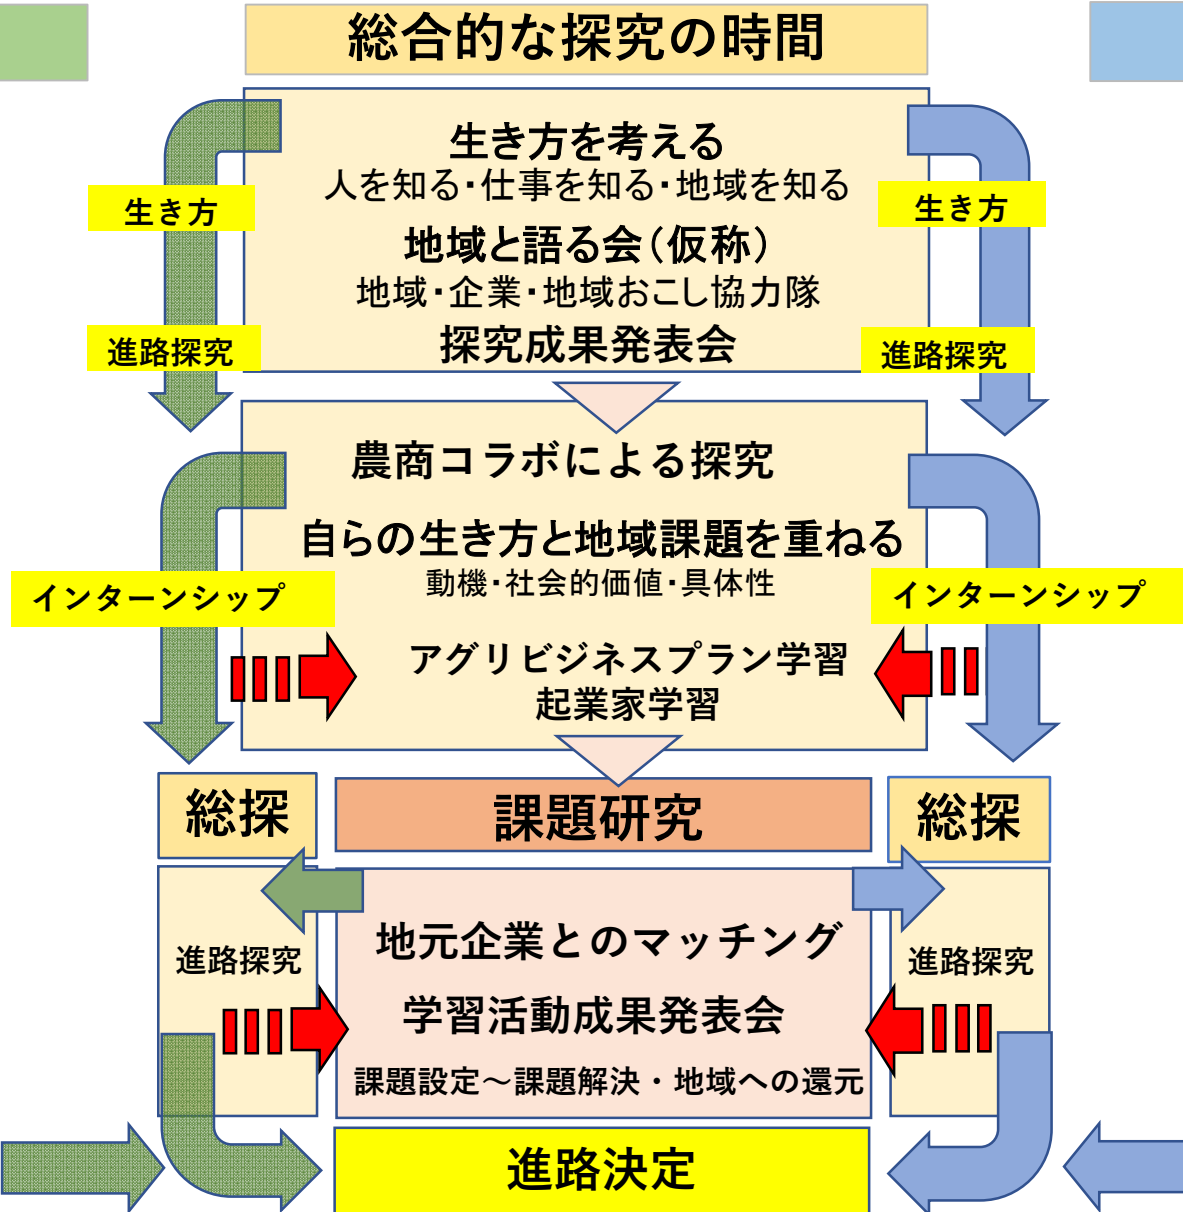 総合的な探究の時間
生き方を考える
人を知る・仕事を知る・地域を知る
生き方
生き方
地域と語る会（仮称）
地域・企業・地域おこし協力隊
探究成果発表会
進路探究
進路探究
農商コラボによる探究
自らの生き方と地域課題を重ねる
動機・社会的価値・具体性
インターンシップ
インターンシップ
アグリビジネスプラン学習
起業家学習
総探
課題研究
総探
地元企業とのマッチング
進路探究
進路探究
学習活動成果発表会
課題設定～課題解決・地域への還元
進路決定